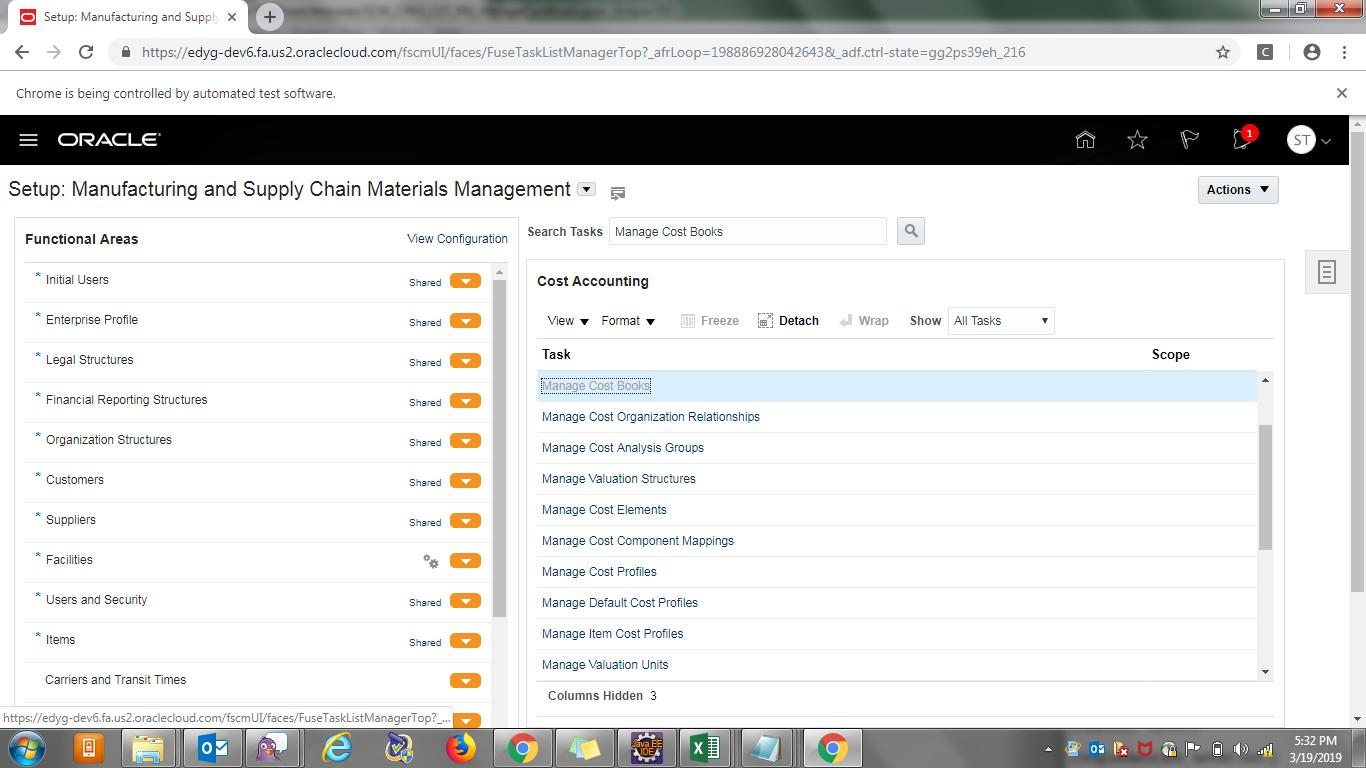 Setup: Manufacturing and Supply
https://edyg-dev6.fa.us2.oraclecloud.com/fscmUI/faces/FuseTaskListManagerTop?_afrLoop=198886928042643&_adf.ctrl-state=gg2ps39eh_216
C
Chrome is being controlled by automated test software.
ORACLE
1
ST
Setup: Manufacturing and Supply Chain Materials Management
Actions
Functional Areas
View Configuration
Search Tasks Manage Cost Books
* Initial Users Shared
* Enterprise Profile Shared
* Legal Structures Shared
* Financial Reporting Structures Shared
* Organization Structures Shared
* Customers Shared
* Suppliers Shared
* Facilities
* Users and Security Shared
* Items Shared
Carriers and Transit Times
Cost Accounting
View Format Freeze Detach Wrap Show All Tasks
Task Scope
Manage Cost Books
Manage Cost Organization Relationships
Manage Cost Analysis Groups
Manage Valuation Structures
Manage Cost Elements
Manage Cost Component Mappings
Manage Cost Profiles
Manage Default Cost Profiles
Manage Item Cost Profiles
Manage Valuation Units
Columns Hidden 3
https://edyg-dev6.fa.us2.oraclecloud.com/fscmUI/faces/FuseTaskListManagerTop?_...
Java EE
IDE
5:32 PM
3/19/2019